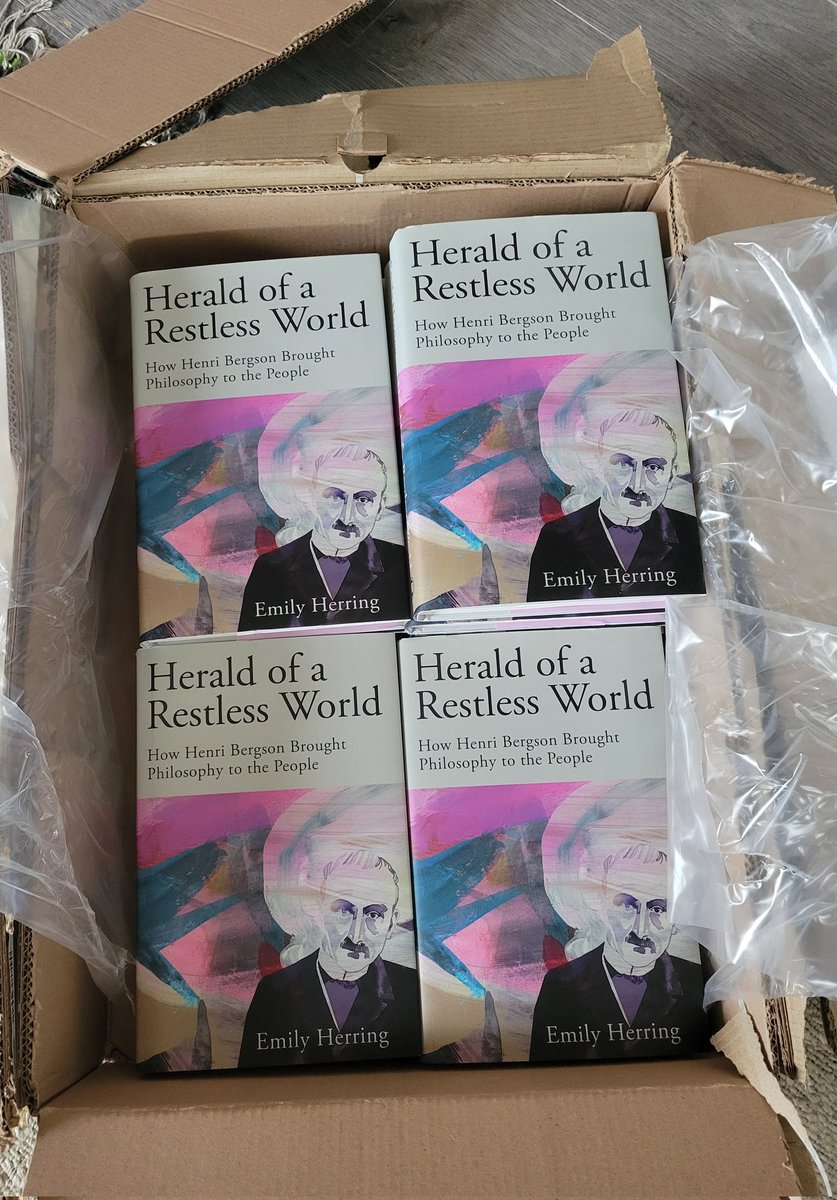 Herald of a
Restless World
How Henri Bergson Brought
Philosophy to the People
Emily Herring
Herald of a
Restless World
How Henri Bergson Brought
Philosophy to the People
Emily Herring
Herald of a
Restless World
How Henri Bergson Brought
Philosophy to the People
Emily Herring
Herald of a
Restless World
How Henri Bergson Brought
Philosophy to the People
Emily Herring